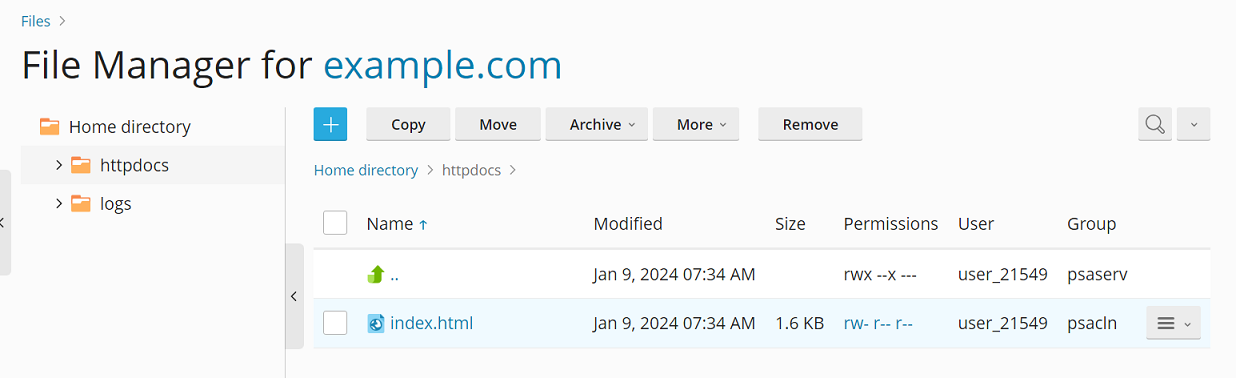 Files
File Manager for example.com
Home directory
httpdocs
logs
Copy Move Archive More Remove
Home directory httpdocs
Name Modified Size Permissions User Group
.. Jan 9, 2024 07:34 AM rwx --x --- user_21549 psaserv
index.html Jan 9, 2024 07:34 AM 1.6 KB rw- r-- r-- user_21549 psacln